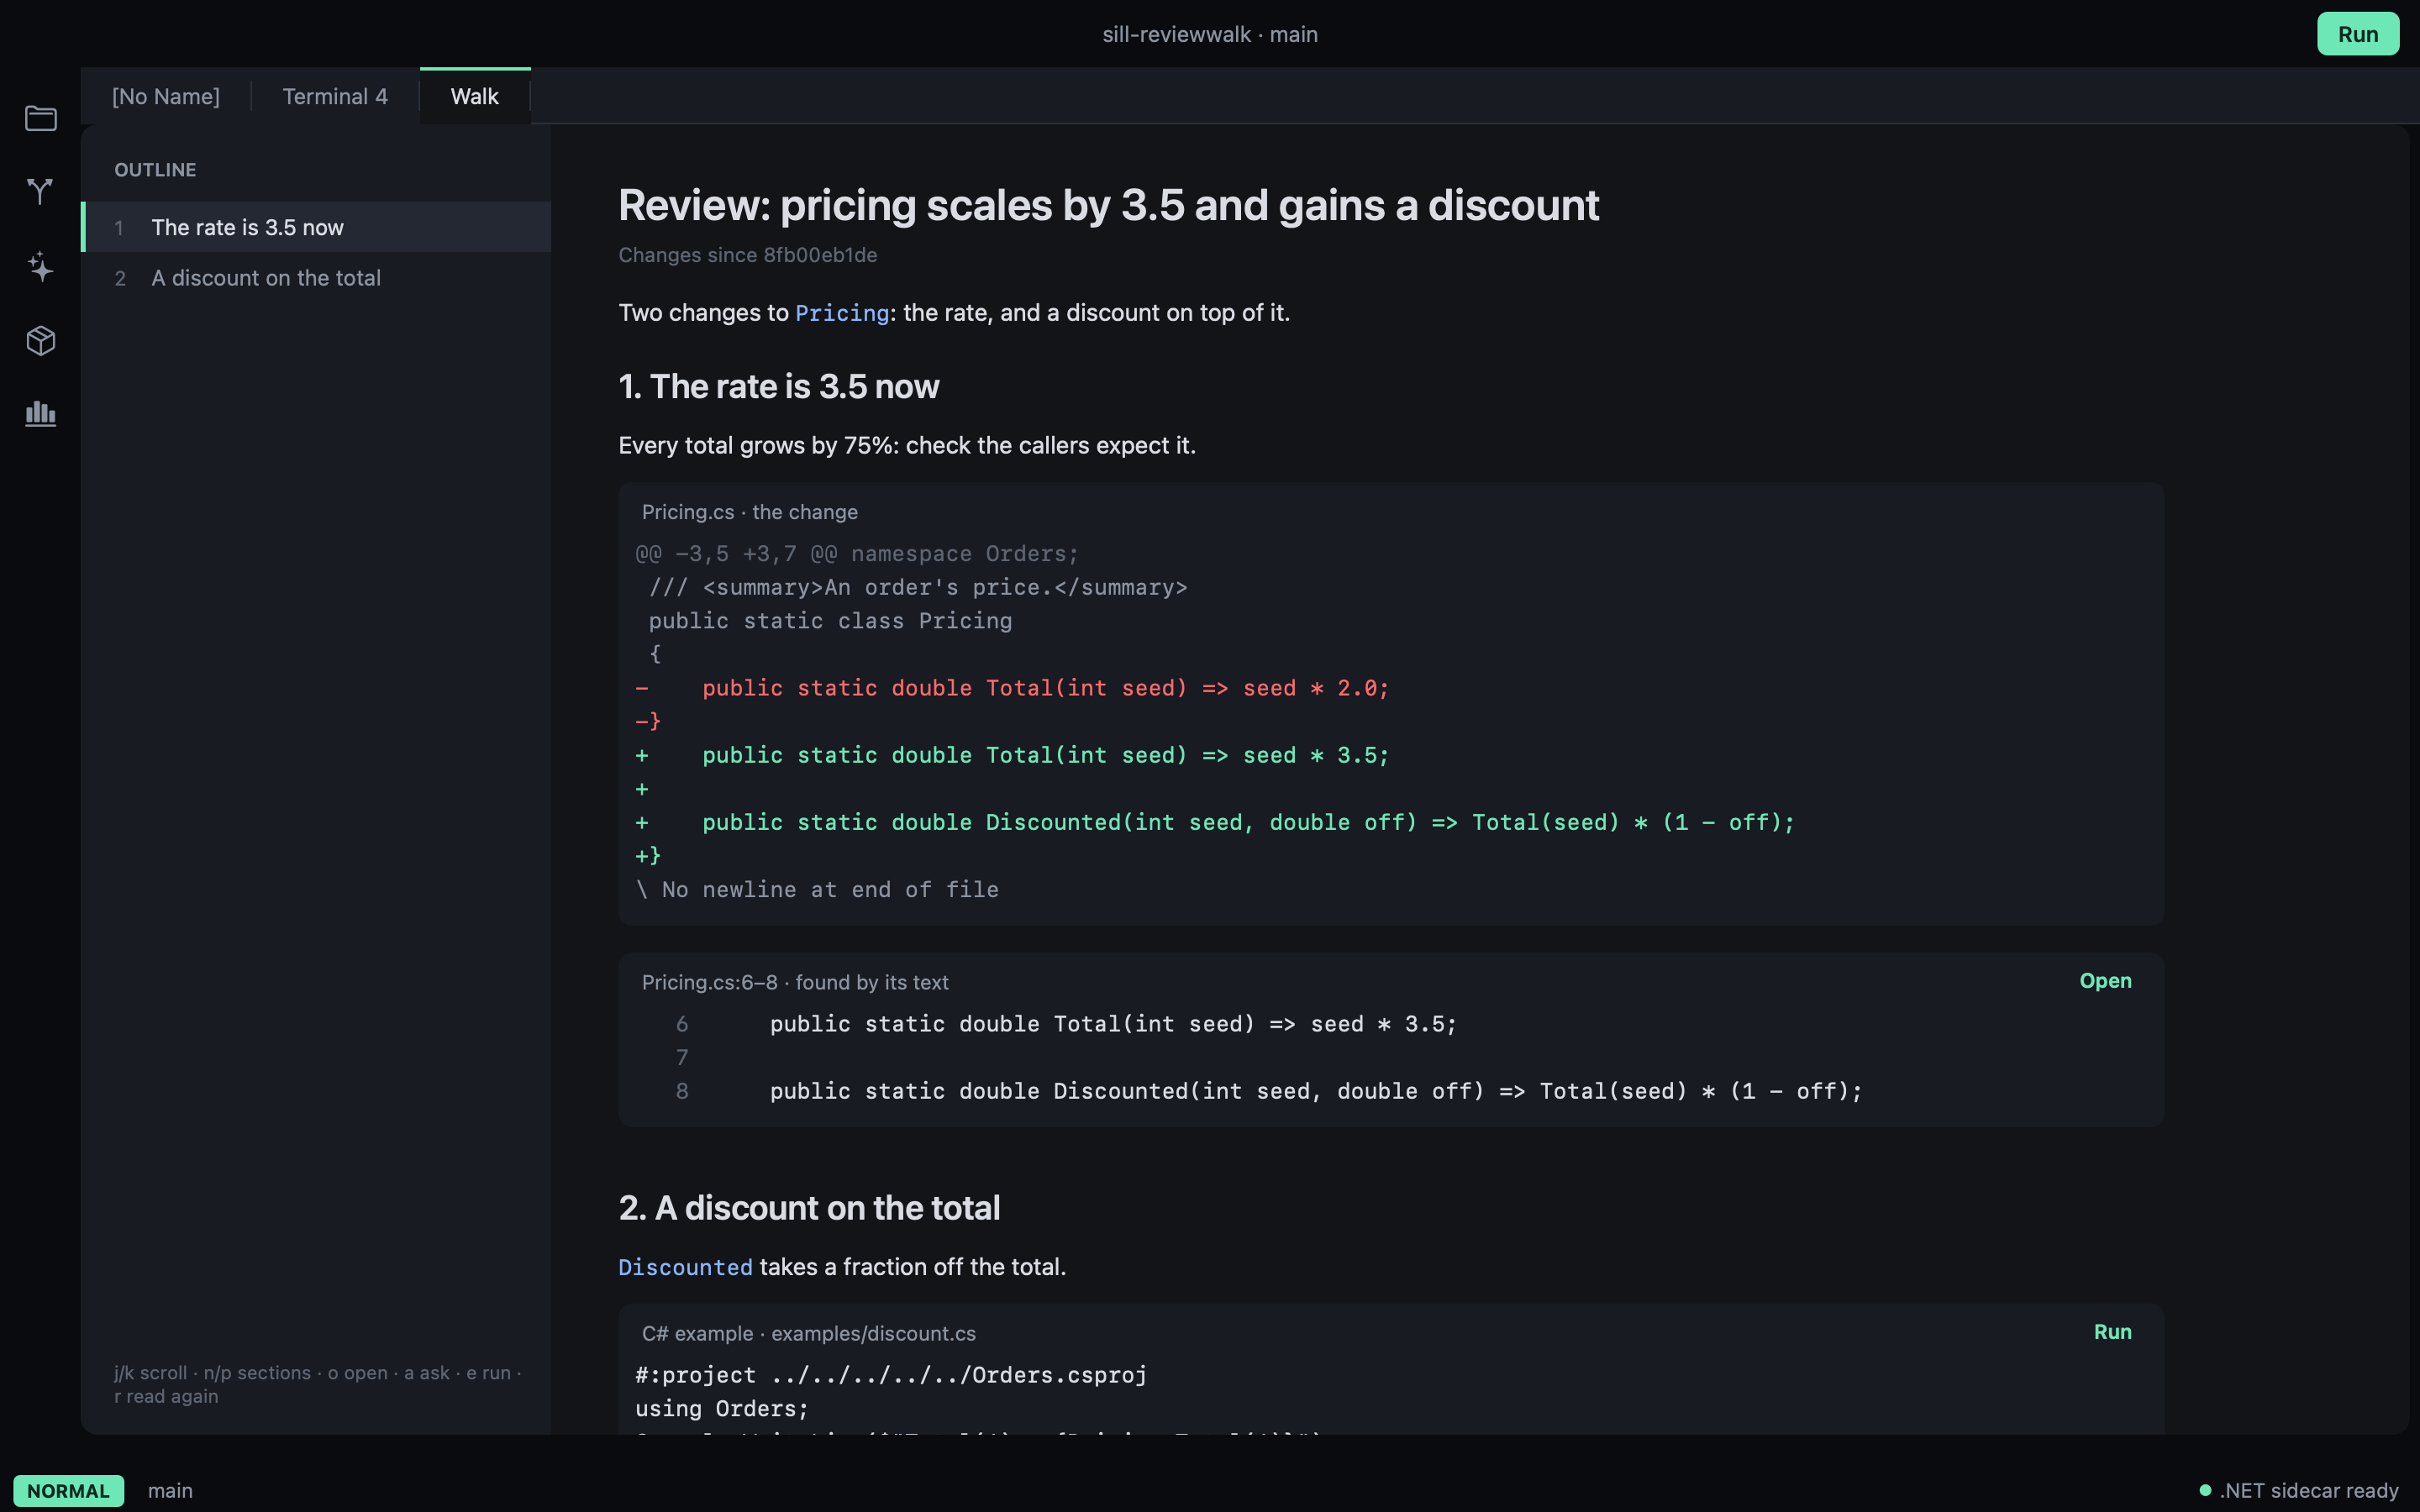 sill-reviewwalk · main
Run
[No Name]
Terminal 4
Walk
OUTLINE
1 The rate is 3.5 now
2 A discount on the total
j/k scroll · n/p sections · o open · a ask · e run ·
r read again
Review: pricing scales by 3.5 and gains a discount
Changes since 8fb00eb1de
Two changes to Pricing: the rate, and a discount on top of it.
1. The rate is 3.5 now
Every total grows by 75%: check the callers expect it.
Pricing.cs · the change
@@ -3,5 +3,7 @@ namespace Orders;
 /// <summary>An order's price.</summary>
 public static class Pricing
 {
-    public static double Total(int seed) => seed * 2.0;
-}
+    public static double Total(int seed) => seed * 3.5;
+
+    public static double Discounted(int seed, double off) => Total(seed) * (1 - off);
+}
\ No newline at end of file
Pricing.cs:6–8 · found by its text
Open
6     public static double Total(int seed) => seed * 3.5;
7
8     public static double Discounted(int seed, double off) => Total(seed) * (1 - off);
2. A discount on the total
Discounted takes a fraction off the total.
C# example · examples/discount.cs
Run
#:project ../../../../../Orders.csproj
using Orders;
NORMAL
main
.NET sidecar ready